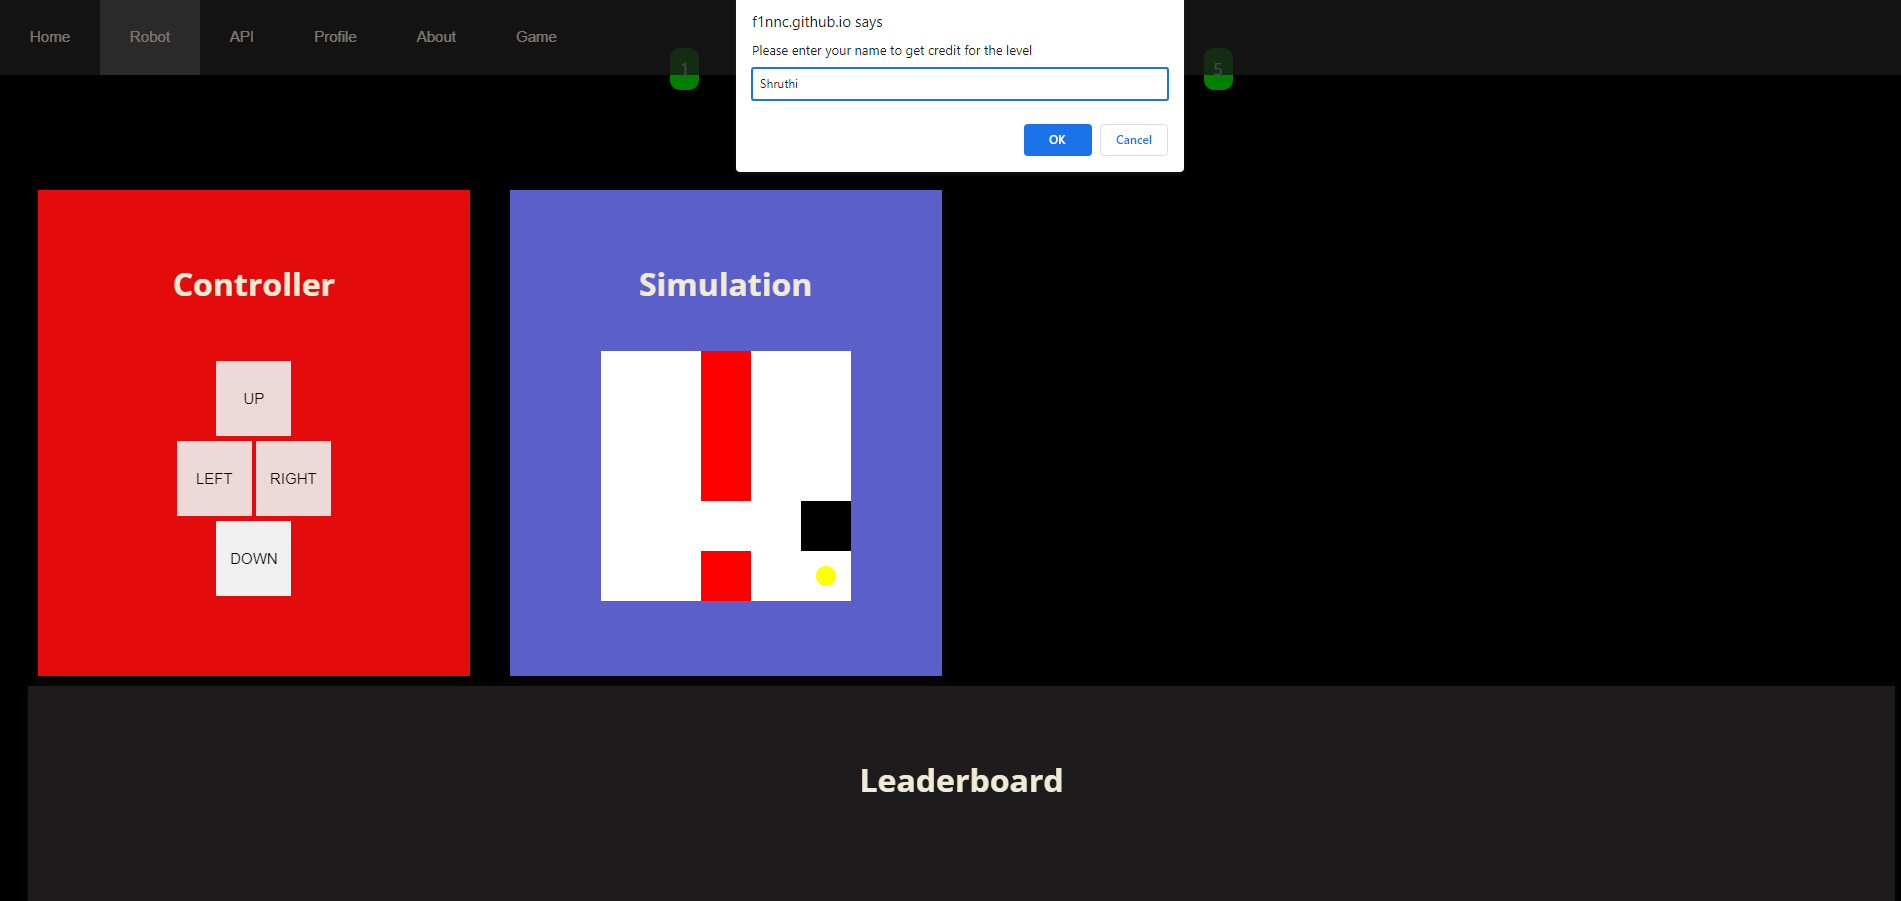 Home Robot API Profile About Game
f1nnc.github.io says
Please enter your name to get credit for the level
Shruthi
OK Cancel
1 5
Controller
UP
LEFT RIGHT
DOWN
Simulation
Leaderboard